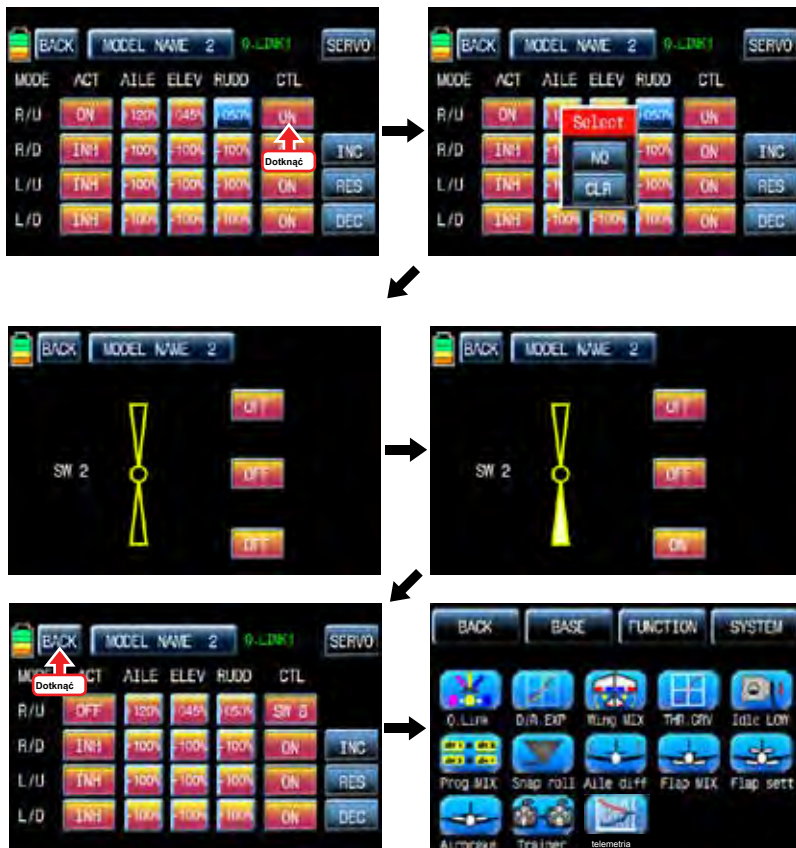 BACK MODEL NAME 2 Q.LINK1 SERVO
MODE ACT AILE ELEV RUDD CTL
R/U ON +120% +045% +050% ON
R/D INH +100% +100% +100% ON INC
L/U INH +100% +100% +100% ON RES
L/D INH +100% +100% +100% ON DEC
Dotknąć
BACK MODEL NAME 2 Q.LINK1 SERVO
MODE ACT AILE ELEV RUDD CTL
R/U ON +050% ON
R/D INH ON INC
L/U INH ON RES
L/D INH +100% +100% +100% ON DEC
Select
NO
CLR
BACK MODEL NAME 2
OFF
SW 2 OFF
OFF
BACK MODEL NAME 2
OFF
SW 2 OFF
ON
BACK MODEL NAME 2 Q.LINK1 SERVO
ACT AILE ELEV RUDD CTL
Dotknąć
R/U OFF +120% +045% +050%
R/D INH +100% +100% +100% ON INC
L/U INH +100% +100% +100% ON RES
L/D INH +100% +100% +100% ON DEC
BACK BASE FUNCTION SYSTEM
Q.Link D/R EXP Wing MIX THR.CRV Idle LOW
Prog.MIX Snap roll Aile diff Flap MIX Flap sett
Trainer telemetria